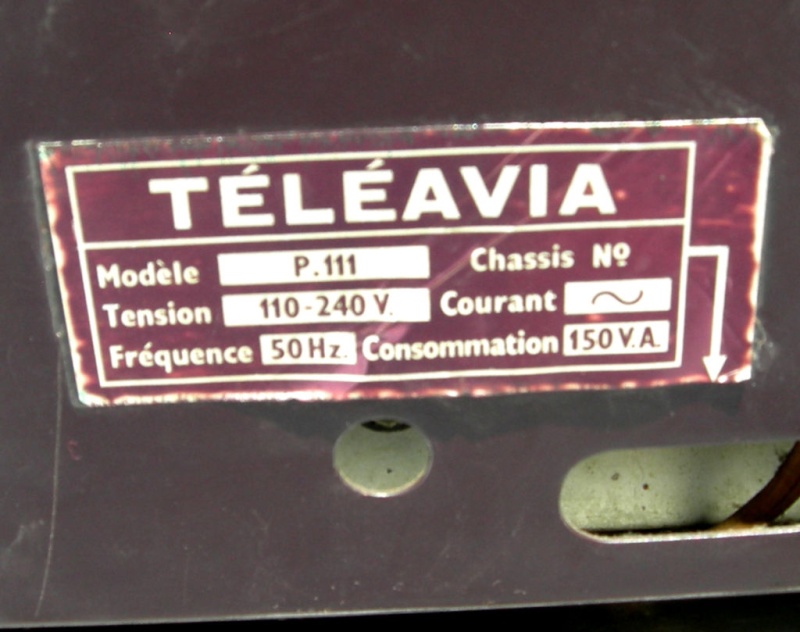 TÉLÉAVIA
Modèle P.111 Chassis Nº
Tension 110-240 V. Courant ~
Fréquence 50 Hz. Consommation 150 V.A.